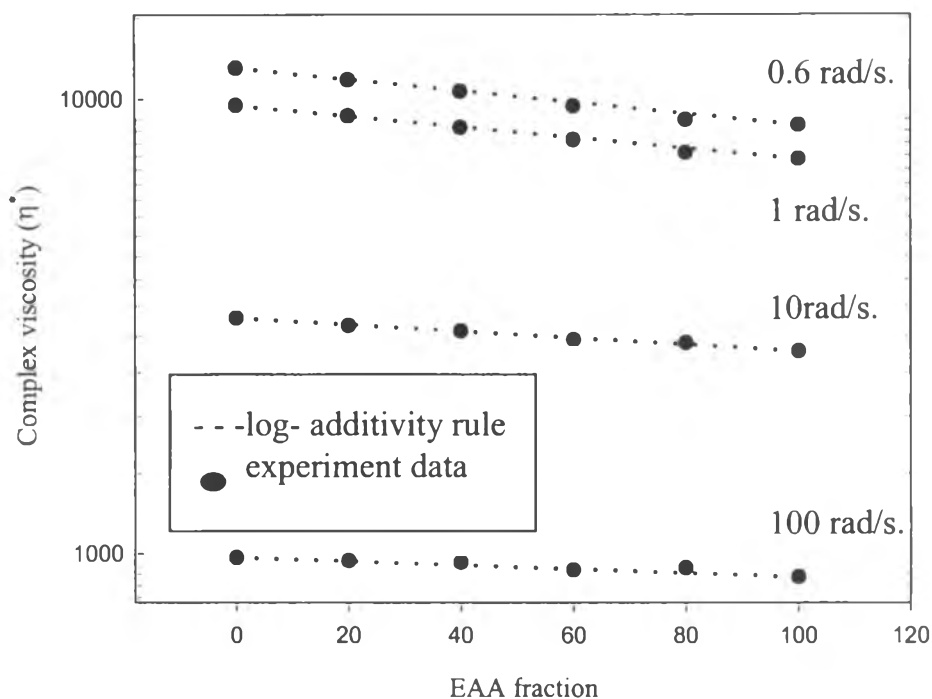 10000
1000
Complex viscosity (η*)
0.6 rad/s.
1 rad/s.
10rad/s.
100 rad/s.
- - -log- additivity rule
experiment data
0 20 40 60 80 100 120
EAA fraction